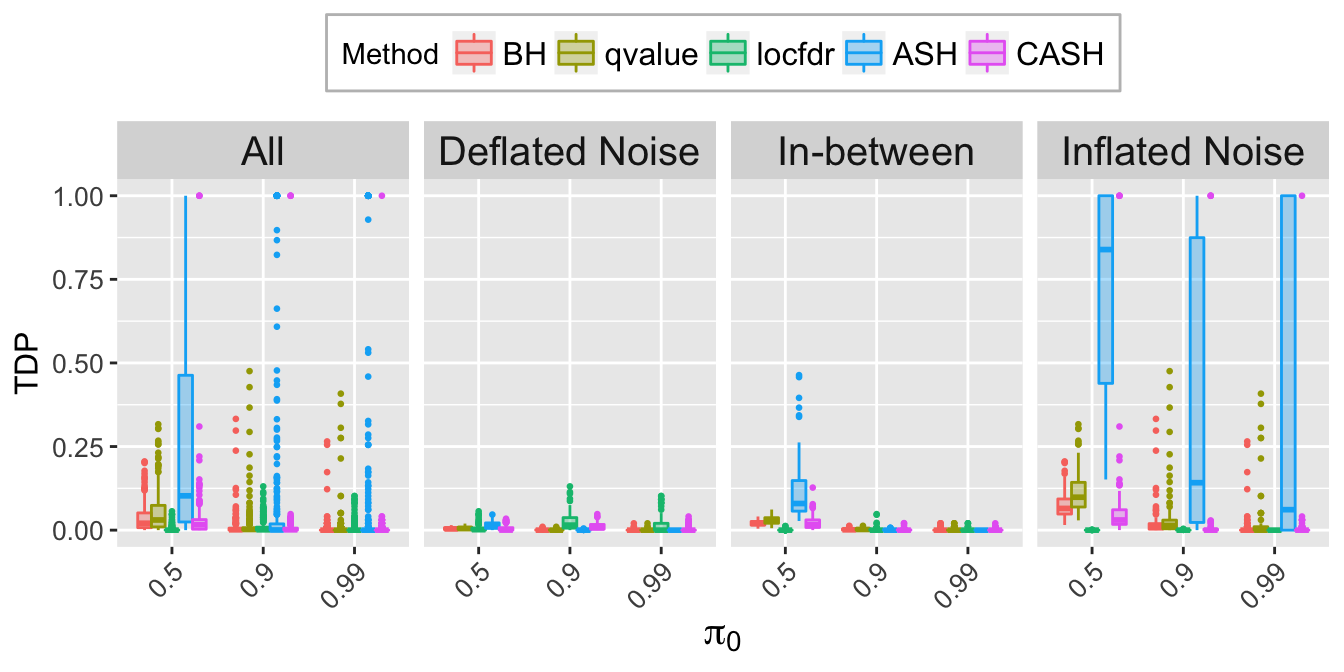 Method BH qvalue locfdr ASH CASH
All Deflated Noise In-between Inflated Noise
1.00
0.75
0.50
0.25
0.00
TDP
0.5 0.9 0.99 0.5 0.9 0.99 0.5 0.9 0.99 0.5 0.9 0.99
π0